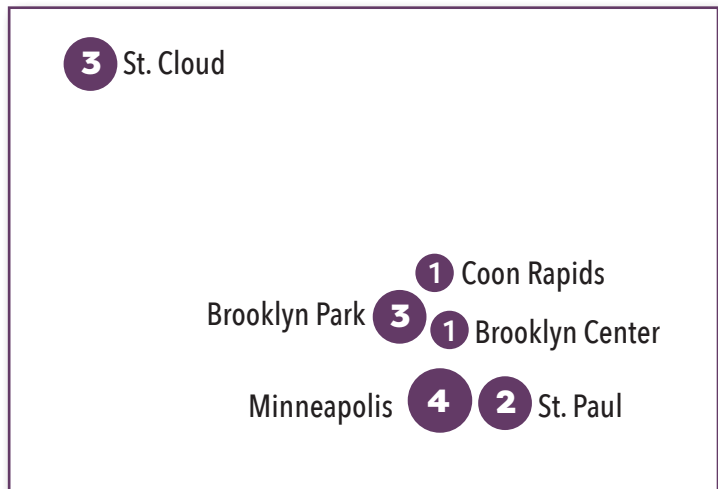 3 St. Cloud
1 Coon Rapids
Brooklyn Park 3
1 Brooklyn Center
Minneapolis 4 2 St. Paul